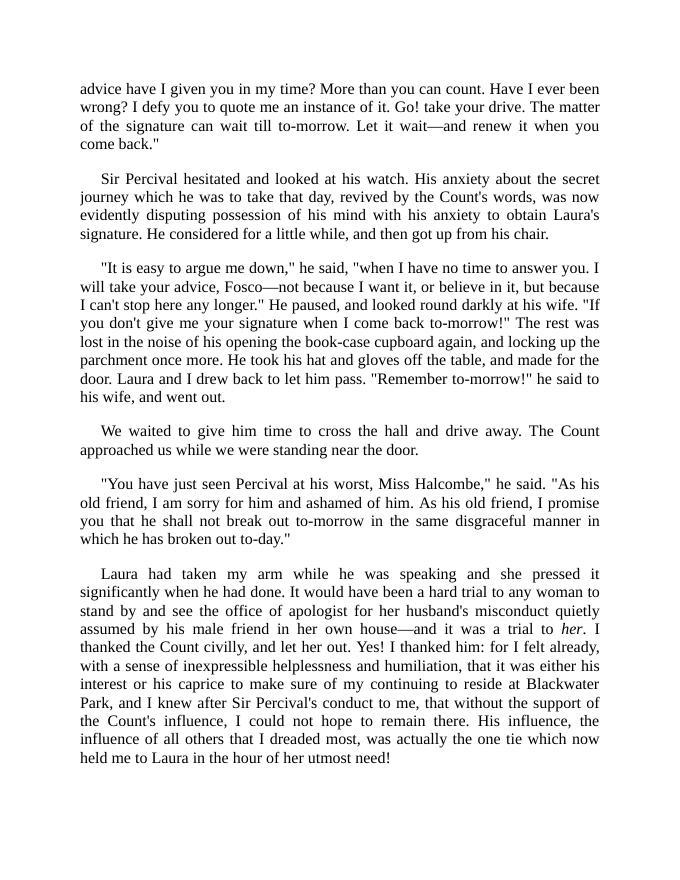 advice have I given you in my time? More than you can count. Have I ever been
wrong? I defy you to quote me an instance of it. Go! take your drive. The matter
of the signature can wait till to-morrow. Let it wait—and renew it when you
come back."
Sir Percival hesitated and looked at his watch. His anxiety about the secret
journey which he was to take that day, revived by the Count's words, was now
evidently disputing possession of his mind with his anxiety to obtain Laura's
signature. He considered for a little while, and then got up from his chair.
"It is easy to argue me down," he said, "when I have no time to answer you. I
will take your advice, Fosco—not because I want it, or believe in it, but because
I can't stop here any longer." He paused, and looked round darkly at his wife. "If
you don't give me your signature when I come back to-morrow!" The rest was
lost in the noise of his opening the book-case cupboard again, and locking up the
parchment once more. He took his hat and gloves off the table, and made for the
door. Laura and I drew back to let him pass. "Remember to-morrow!" he said to
his wife, and went out.
We waited to give him time to cross the hall and drive away. The Count
approached us while we were standing near the door.
"You have just seen Percival at his worst, Miss Halcombe," he said. "As his
old friend, I am sorry for him and ashamed of him. As his old friend, I promise
you that he shall not break out to-morrow in the same disgraceful manner in
which he has broken out to-day."
Laura had taken my arm while he was speaking and she pressed it
significantly when he had done. It would have been a hard trial to any woman to
stand by and see the office of apologist for her husband's misconduct quietly
assumed by his male friend in her own house—and it was a trial to her. I
thanked the Count civilly, and let her out. Yes! I thanked him: for I felt already,
with a sense of inexpressible helplessness and humiliation, that it was either his
interest or his caprice to make sure of my continuing to reside at Blackwater
Park, and I knew after Sir Percival's conduct to me, that without the support of
the Count's influence, I could not hope to remain there. His influence, the
influence of all others that I dreaded most, was actually the one tie which now
held me to Laura in the hour of her utmost need!